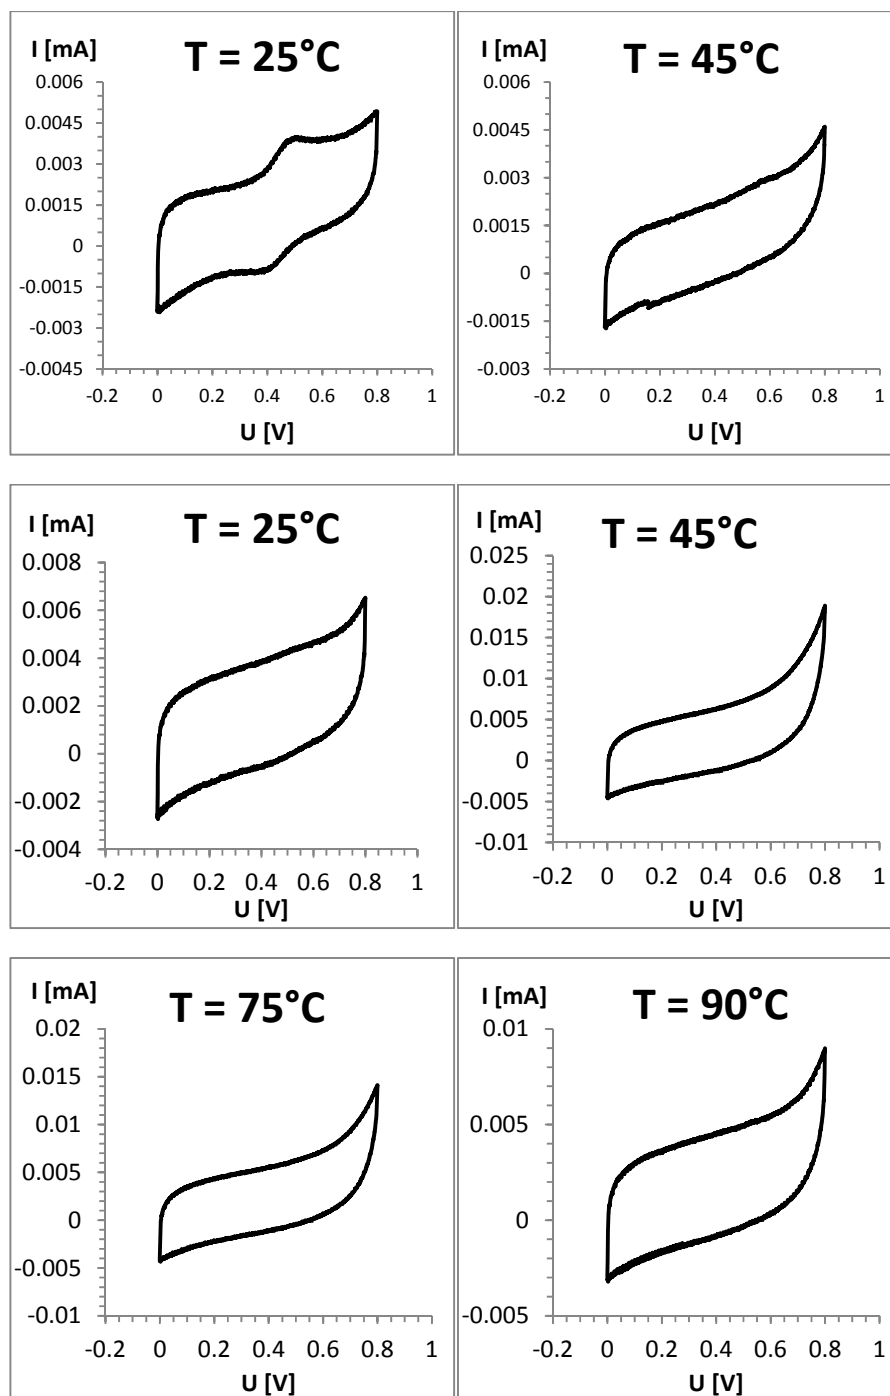 I [mA] T = 25°C
0.006
0.0045
0.003
0.0015
0
-0.0015
-0.003
-0.0045
-0.2 0 0.2 0.4 0.6 0.8 1
U [V]
I [mA] T = 45°C
0.006
0.0045
0.003
0.0015
0
-0.0015
-0.003
-0.2 0 0.2 0.4 0.6 0.8 1
U [V]
I [mA] T = 25°C
0.008
0.006
0.004
0.002
0
-0.002
-0.004
-0.2 0 0.2 0.4 0.6 0.8 1
U [V]
I [mA] T = 45°C
0.025
0.02
0.015
0.01
0.005
0
-0.005
-0.01
-0.2 0 0.2 0.4 0.6 0.8 1
U [V]
I [mA] T = 75°C
0.02
0.015
0.01
0.005
0
-0.005
-0.01
-0.2 0 0.2 0.4 0.6 0.8 1
U [V]
I [mA] T = 90°C
0.01
0.005
0
-0.005
-0.2 0 0.2 0.4 0.6 0.8 1
U [V]